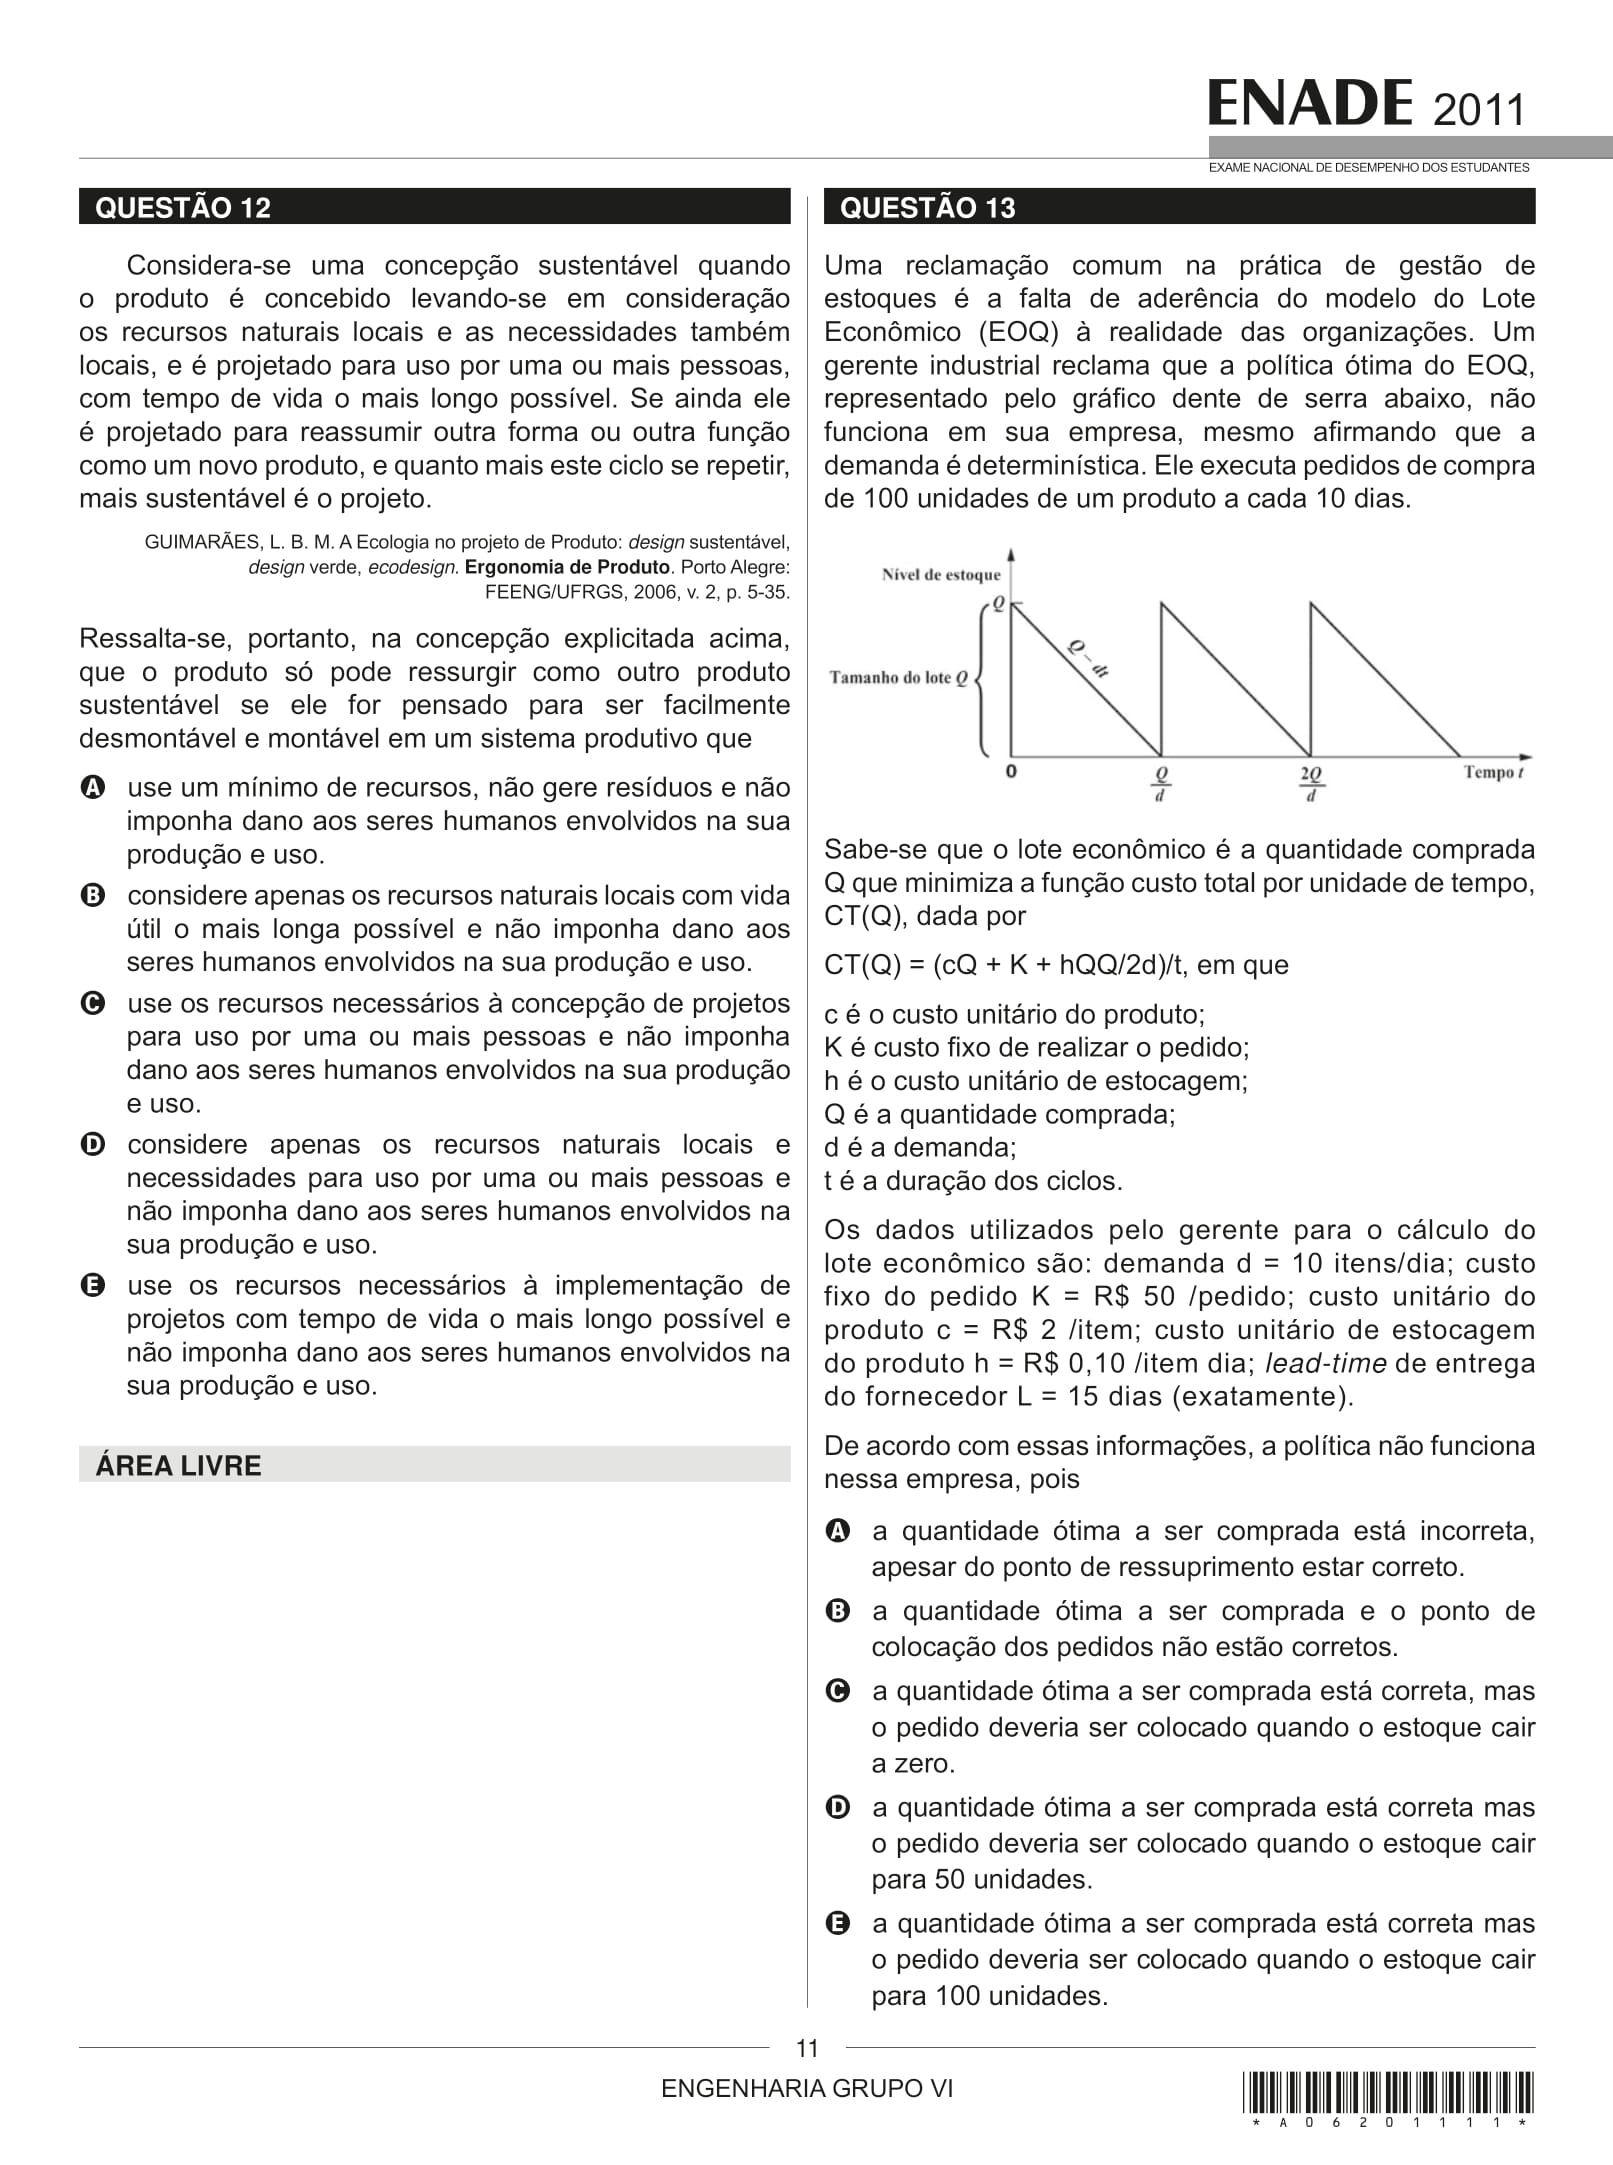 ENADE 2011
EXAME NACIONAL DE DESEMPENHO DOS ESTUDANTES
QUESTÃO 12
Considera-se uma concepção sustentável quando
o produto é concebido levando-se em consideração
os recursos naturais locais e as necessidades também
locais, e é projetado para uso por uma ou mais pessoas,
com tempo de vida o mais longo possível. Se ainda ele
é projetado para reassumir outra forma ou outra função
como um novo produto, e quanto mais este ciclo se repetir,
mais sustentável é o projeto.
GUIMARÃES, L. B. M. A Ecologia no projeto de Produto: design sustentável,
design verde, ecodesign. Ergonomia de Produto. Porto Alegre:
FEENG/UFRGS, 2006, v. 2, p. 5-35.
Ressalta-se, portanto, na concepção explicitada acima,
que o produto só pode ressurgir como outro produto
sustentável se ele for pensado para ser facilmente
desmontável e montável em um sistema produtivo que
A use um mínimo de recursos, não gere resíduos e não
imponha dano aos seres humanos envolvidos na sua
produção e uso.
B considere apenas os recursos naturais locais com vida
útil o mais longa possível e não imponha dano aos
seres humanos envolvidos na sua produção e uso.
C use os recursos necessários à concepção de projetos
para uso por uma ou mais pessoas e não imponha
dano aos seres humanos envolvidos na sua produção
e uso.
D considere apenas os recursos naturais locais e
necessidades para uso por uma ou mais pessoas e
não imponha dano aos seres humanos envolvidos na
sua produção e uso.
E use os recursos necessários à implementação de
projetos com tempo de vida o mais longo possível e
não imponha dano aos seres humanos envolvidos na
sua produção e uso.
ÁREA LIVRE
QUESTÃO 13
Uma reclamação comum na prática de gestão de
estoques é a falta de aderência do modelo do Lote
Econômico (EOQ) à realidade das organizações. Um
gerente industrial reclama que a política ótima do EOQ,
representado pelo gráfico dente de serra abaixo, não
funciona em sua empresa, mesmo afirmando que a
demanda é determinística. Ele executa pedidos de compra
de 100 unidades de um produto a cada 10 dias.
Nível de estoque
Q
Q – dt
Tamanho do lote Q
0
Q
d
2Q
d
Tempo t
Sabe-se que o lote econômico é a quantidade comprada
Q que minimiza a função custo total por unidade de tempo,
CT(Q), dada por
CT(Q) = (cQ + K + hQQ/2d)/t, em que
c é o custo unitário do produto;
K é custo fixo de realizar o pedido;
h é o custo unitário de estocagem;
Q é a quantidade comprada;
d é a demanda;
t é a duração dos ciclos.
Os dados utilizados pelo gerente para o cálculo do
lote econômico são: demanda d = 10 itens/dia; custo
fixo do pedido K = R$ 50 /pedido; custo unitário do
produto c = R$ 2 /item; custo unitário de estocagem
do produto h = R$ 0,10 /item dia; lead-time de entrega
do fornecedor L = 15 dias (exatamente).
De acordo com essas informações, a política não funciona
nessa empresa, pois
A a quantidade ótima a ser comprada está incorreta,
apesar do ponto de ressuprimento estar correto.
B a quantidade ótima a ser comprada e o ponto de
colocação dos pedidos não estão corretos.
C a quantidade ótima a ser comprada está correta, mas
o pedido deveria ser colocado quando o estoque cair
a zero.
D a quantidade ótima a ser comprada está correta mas
o pedido deveria ser colocado quando o estoque cair
para 50 unidades.
E a quantidade ótima a ser comprada está correta mas
o pedido deveria ser colocado quando o estoque cair
para 100 unidades.
11
ENGENHARIA GRUPO VI
* A 0 6 2 0 1 1 1 1 *